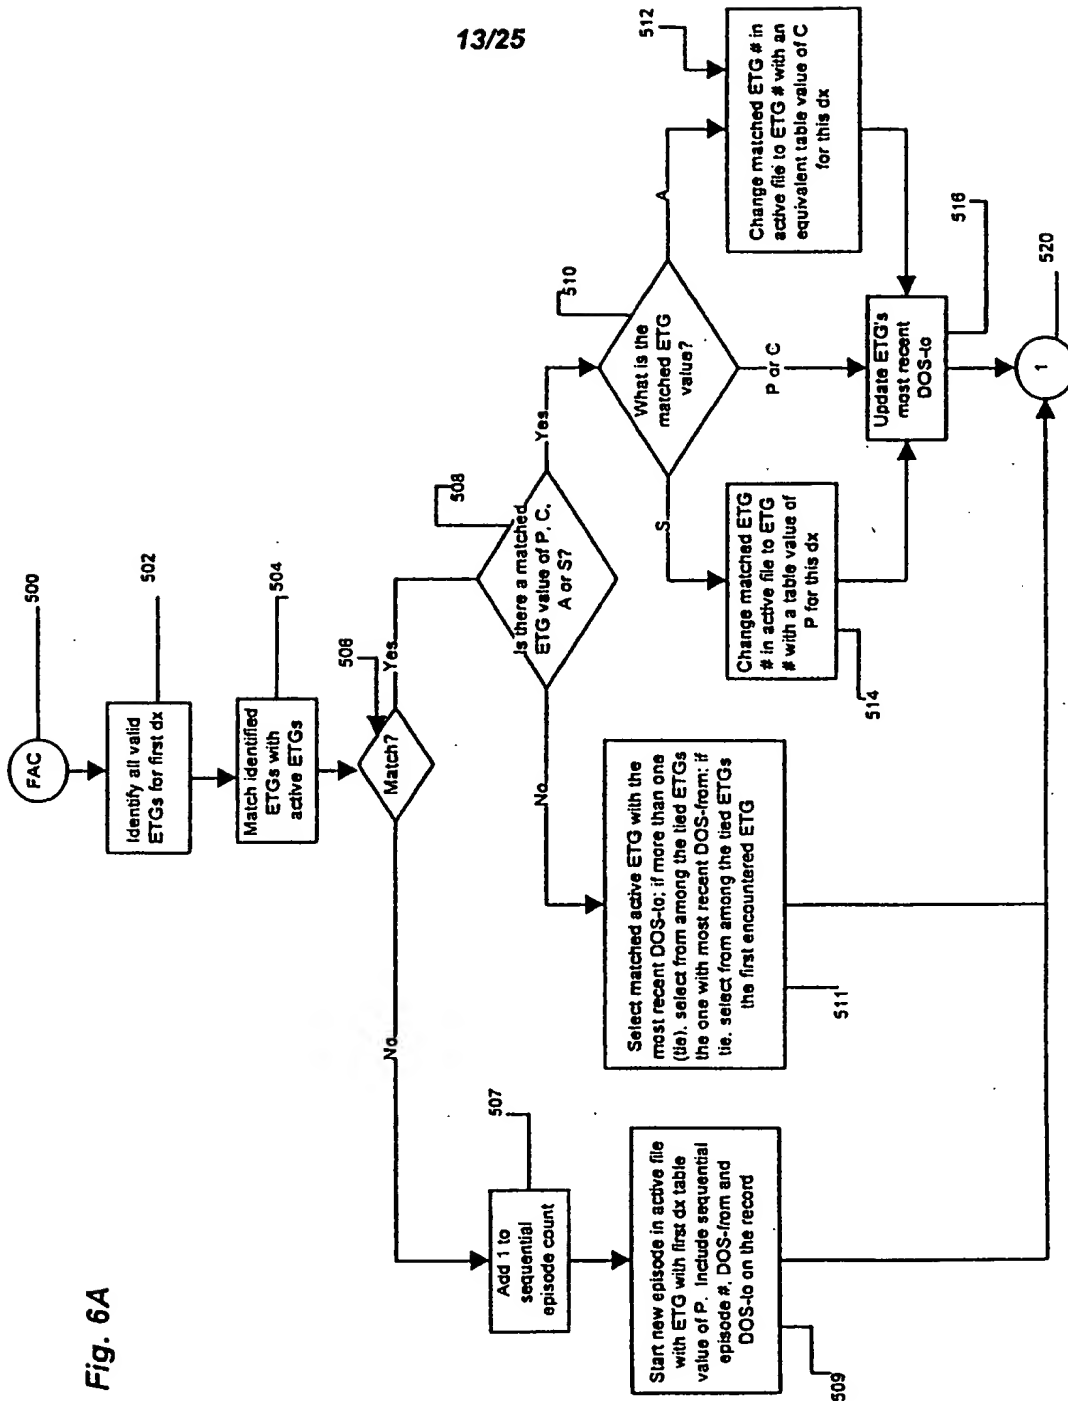 13/25
Fig. 6A
FAC
500
Identify all valid
ETGs for first dx
502
Match identified
ETGs with
active ETGs
504
Match?
506
Yes
No
Is there a matched
ETG value of P, C,
A or S?
508
Yes
No
What is the
matched ETG
value?
510
S
P or C
A
Change matched ETG # in
active file to ETG # with an
equivalent table value of C
for this dx
512
Change matched ETG
# in active file to ETG
# with a table value of
P for this dx
514
Update ETG's
most recent
DOS-to
516
Select matched active ETG with the
most recent DOS-to; if more than one
(tie), select from among the tied ETGs
the one with most recent DOS-from; if
tie, select from among the tied ETGs
the first encountered ETG
511
Add 1 to
sequential
episode count
507
Start new episode in active file
with ETG with first dx table
value of P. Include sequential
episode #, DOS-from and
DOS-to on the record
509
1
520